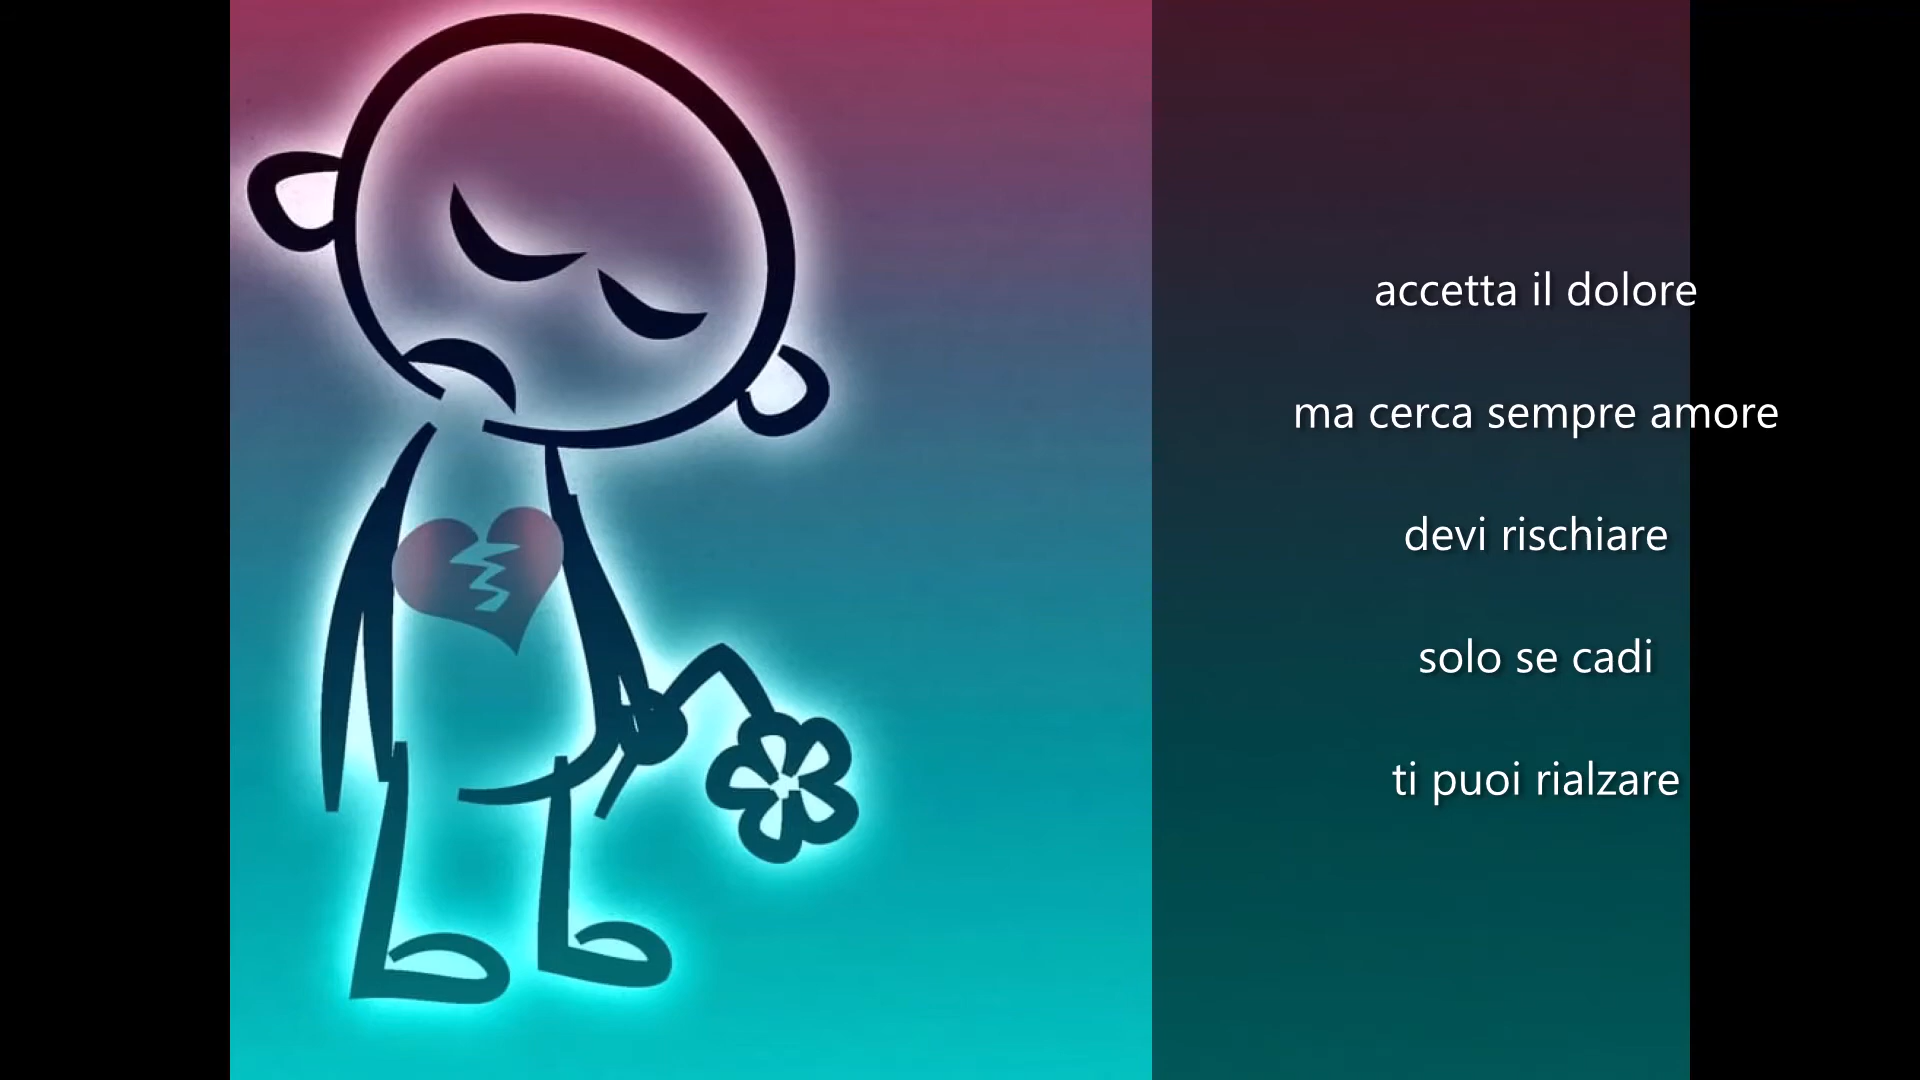 accetta il dolore
ma cerca sempre amore
devi rischiare
solo se cadi
ti puoi rialzare